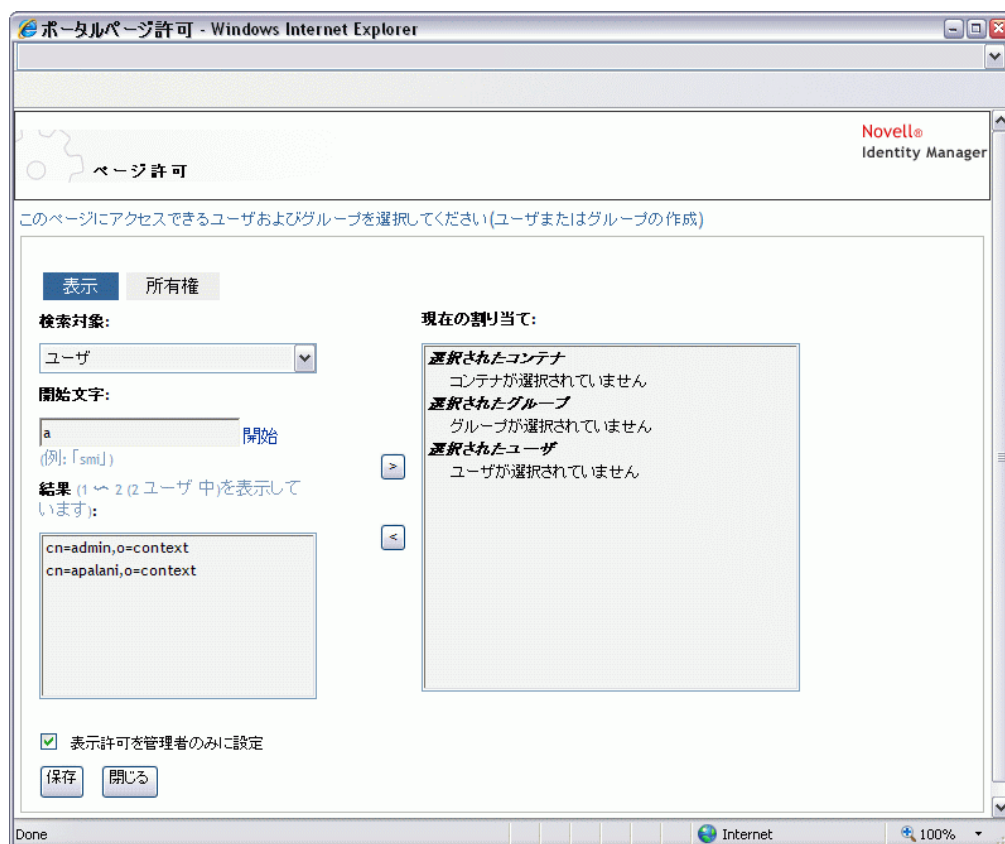 ポータルページ許可 - Windows Internet Explorer
Novell®
Identity Manager
ページ許可
このページにアクセスできるユーザおよびグループを選択してください(ユーザまたはグループの作成)
表示
所有権
検索対象:
ユーザ
開始文字:
a
開始
(例:「smi」)
結果 (1 ～ 2 (2 ユーザ 中)を表示して
います):
cn=admin,o=context
cn=apalani,o=context
>
<
現在の割り当て:
選択されたコンテナ
コンテナが選択されていません
選択されたグループ
グループが選択されていません
選択されたユーザ
ユーザが選択されていません
表示許可を管理者のみに設定
保存
閉じる
Done
Internet
100%